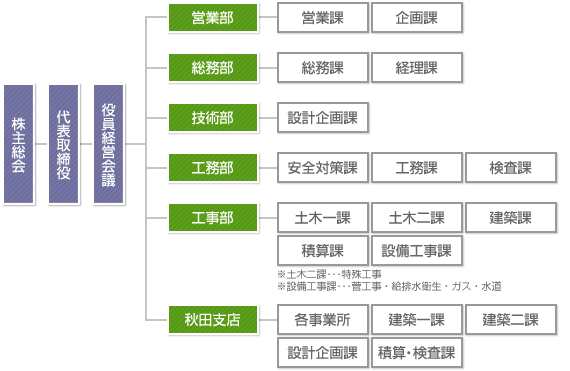 株主総会
代表取締役
役員経営会議
営業部
営業課
企画課
総務部
総務課
経理課
技術部
設計企画課
工務部
安全対策課
工務課
検査課
工事部
土木一課
土木二課
建築課
積算課
設備工事課
※土木二課･･･特殊工事
※設備工事課･･･菅工事・給排水衛生・ガス・水道
秋田支店
各事業所
建築一課
建築二課
設計企画課
積算・検査課